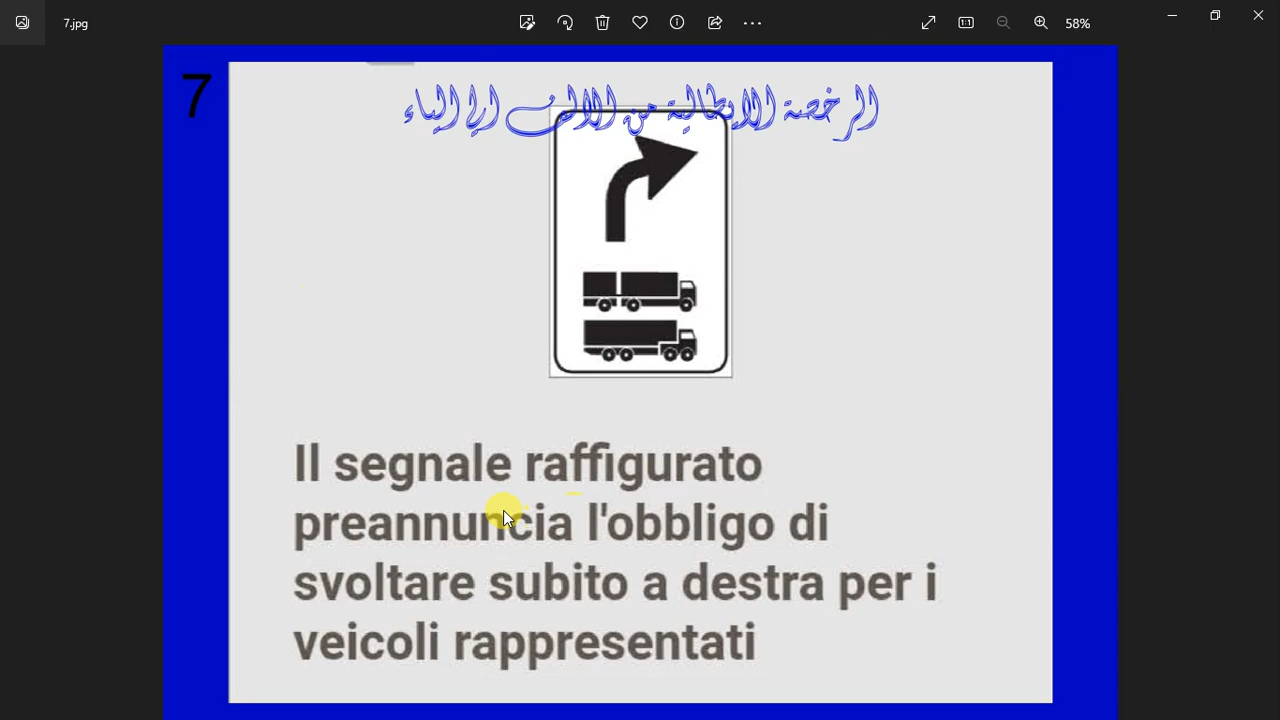 7.jpg
58%
7
الرخصة الايطالية من الالف الى الياء
Il segnale raffigurato
preannuncia l'obbligo di
svoltare subito a destra per i
veicoli rappresentati